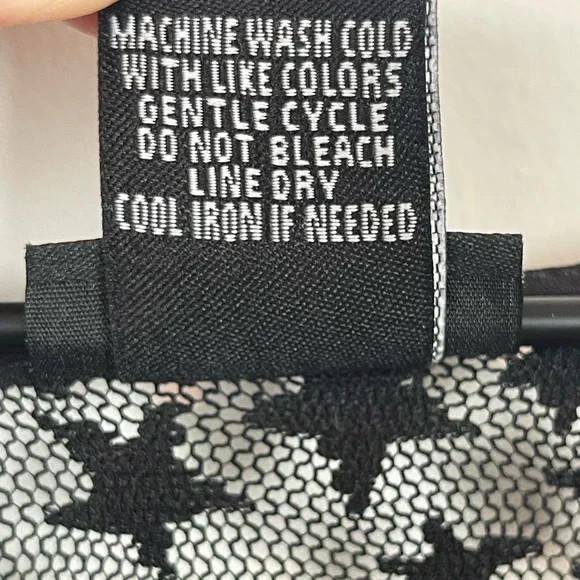 MACHINE WASH COLD
WITH LIKE COLORS
GENTLE CYCLE
DO NOT BLEACH
LINE DRY
COOL IRON IF NEEDED